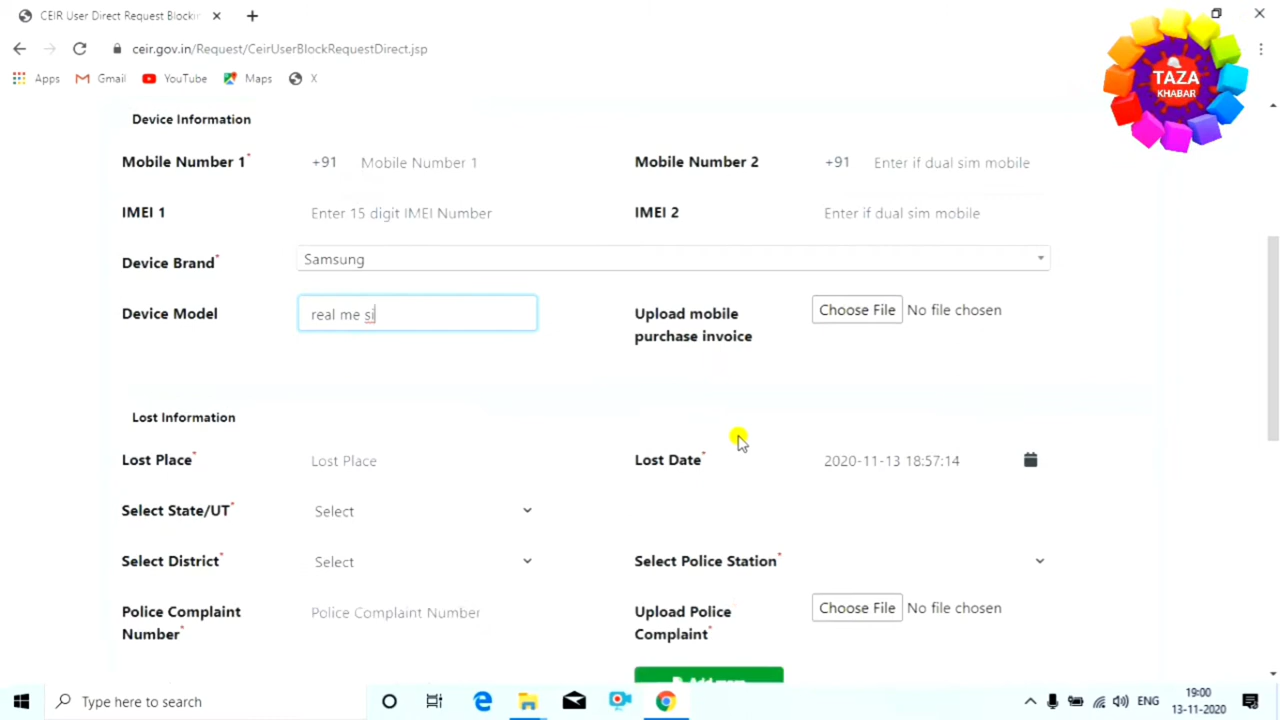 CEIR User Direct Request Blockin
ceir.gov.in/Request/CeirUserBlockRequestDirect.jsp
Apps Gmail YouTube Maps X
TAZA
KHABAR
Device Information
Mobile Number 1* +91 Mobile Number 1 Mobile Number 2 +91 Enter if dual sim mobile
IMEI 1 Enter 15 digit IMEI Number IMEI 2 Enter if dual sim mobile
Device Brand* Samsung
Device Model real me si Upload mobile Choose File No file chosen
purchase invoice
Lost Information
Lost Place* Lost Place Lost Date* 2020-11-13 18:57:14
Select State/UT* Select
Select District* Select Select Police Station*
Police Complaint Police Complaint Number Upload Police Choose File No file chosen
Number* Complaint*
Type here to search ENG 19:00
13-11-2020